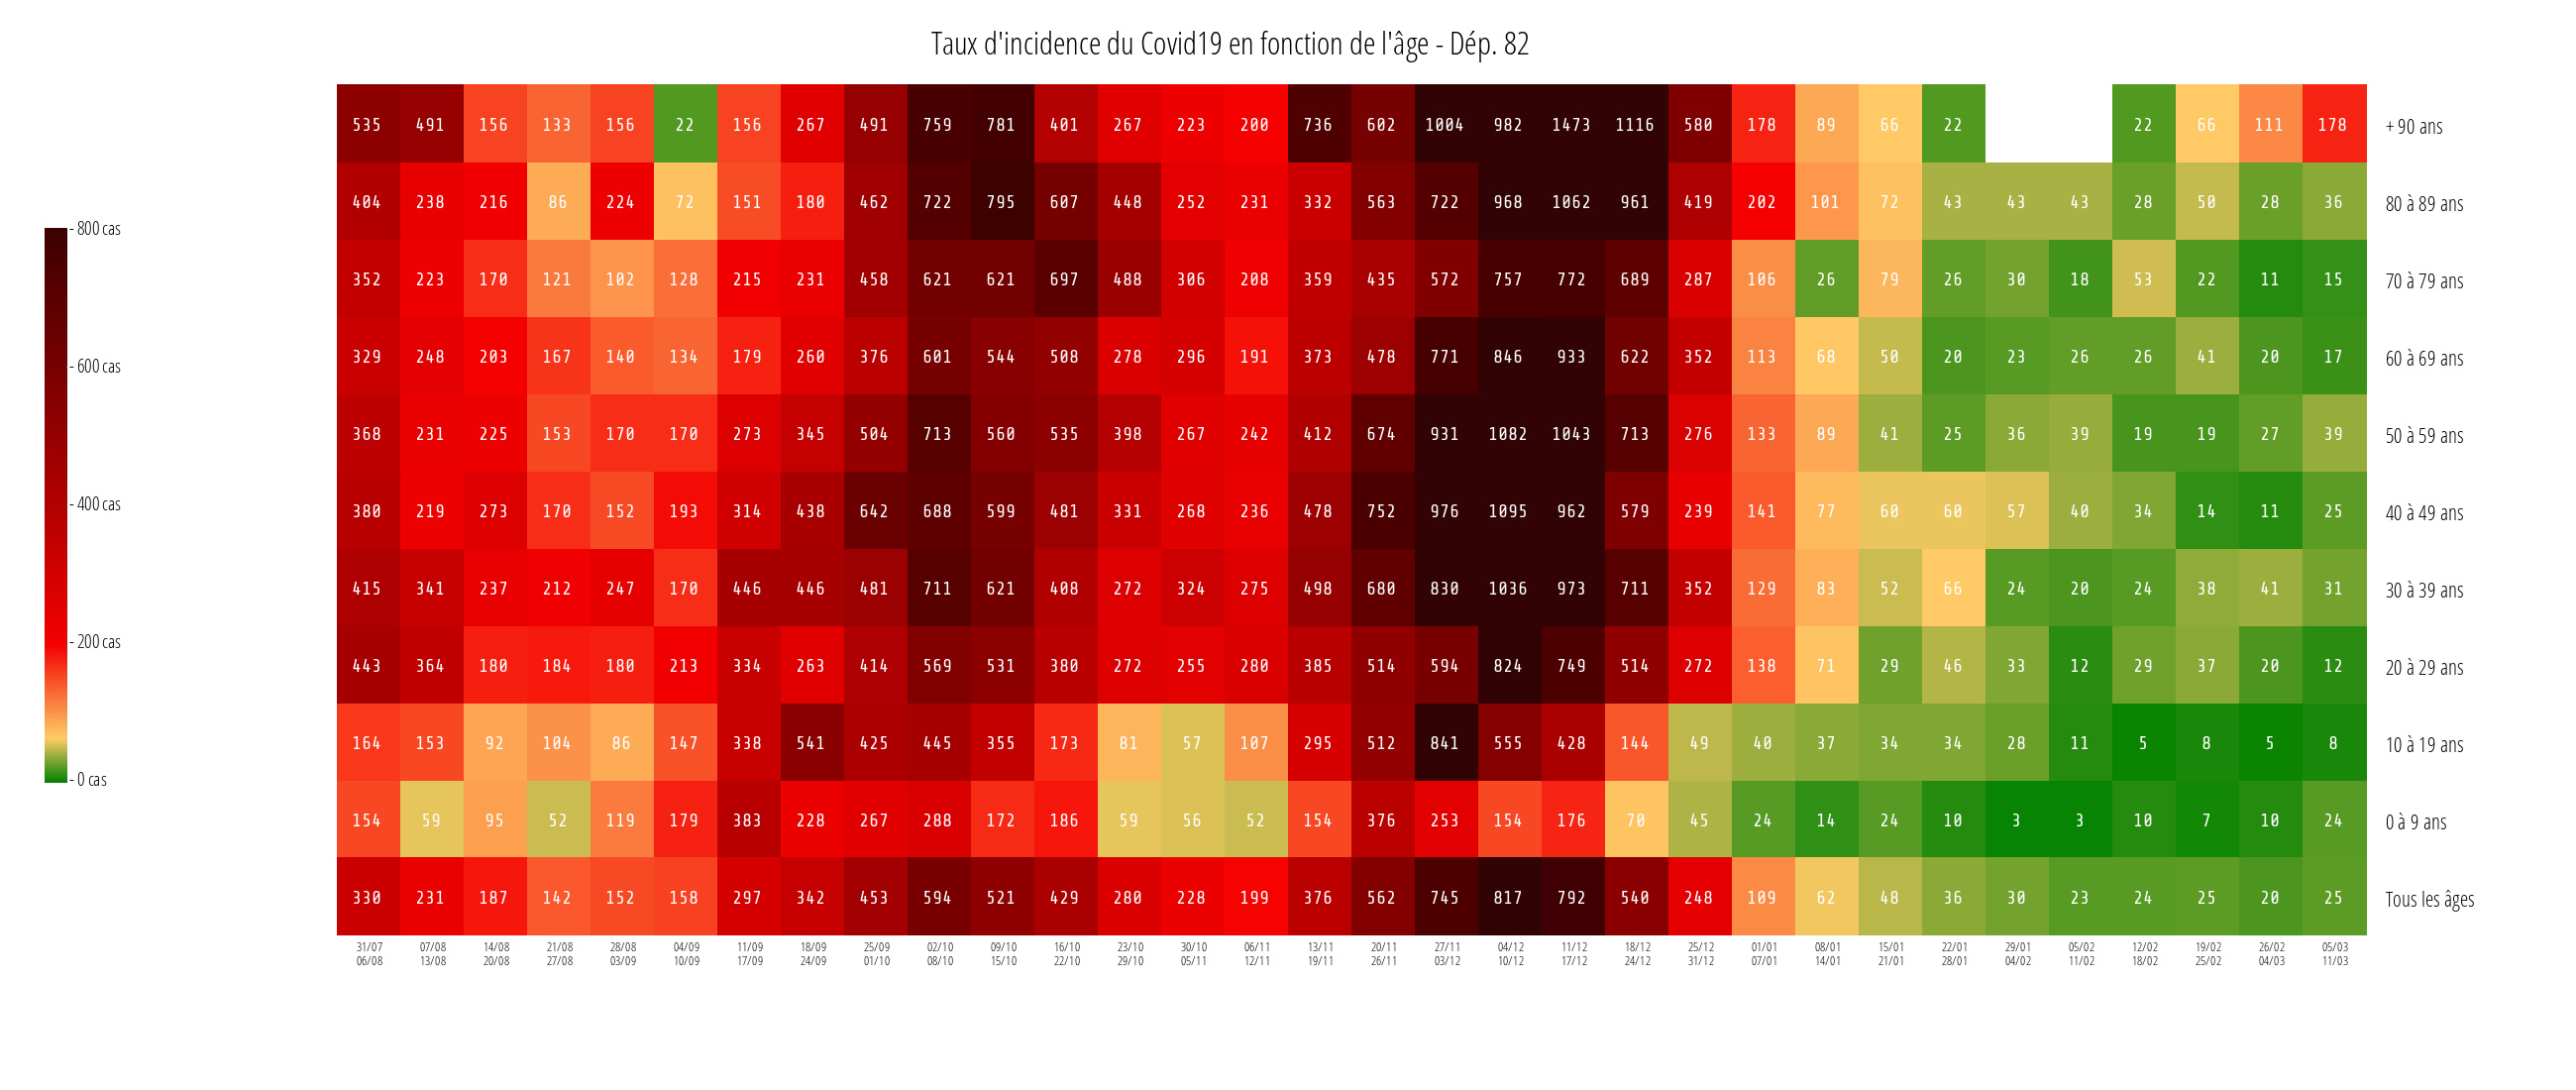 Taux d'incidence du Covid19 en fonction de l'âge - Dép. 82
- 800 cas
- 600 cas
- 400 cas
- 200 cas
- 0 cas
535 491 156 133 156 22 156 267 491 759 781 401 267 223 200 736 602 1004 982 1473 1116 580 178 89 66 22 22 66 111 178 + 90 ans
404 238 216 86 224 72 151 180 462 722 795 607 448 252 231 332 563 722 968 1062 961 419 202 101 72 43 43 43 28 50 28 36 80 à 89 ans
352 223 170 121 102 128 215 231 458 621 621 697 488 306 208 359 435 572 757 772 689 287 106 26 79 26 30 18 53 22 11 15 70 à 79 ans
329 248 203 167 140 134 179 260 376 601 544 508 278 296 191 373 478 771 846 933 622 352 113 68 50 20 23 26 26 41 20 17 60 à 69 ans
368 231 225 153 170 170 273 345 504 713 560 535 398 267 242 412 674 931 1082 1043 713 276 133 89 41 25 36 39 19 19 27 39 50 à 59 ans
380 219 273 170 152 193 314 438 642 688 599 481 331 268 236 478 752 976 1095 962 579 239 141 77 60 60 57 40 34 14 11 25 40 à 49 ans
415 341 237 212 247 170 446 446 481 711 621 408 272 324 275 498 680 830 1036 973 711 352 129 83 52 66 24 20 24 38 41 31 30 à 39 ans
443 364 180 184 180 213 334 263 414 569 531 380 272 255 280 385 514 594 824 749 514 272 138 71 29 46 33 12 29 37 20 12 20 à 29 ans
164 153 92 104 86 147 338 541 425 445 355 173 81 57 107 295 512 841 555 428 144 49 40 37 34 34 28 11 5 8 5 8 10 à 19 ans
154 59 95 52 119 179 383 228 267 288 172 186 59 56 52 154 376 253 154 176 70 45 24 14 24 10 3 3 10 7 10 24 0 à 9 ans
330 231 187 142 152 158 297 342 453 594 521 429 280 228 199 376 562 745 817 792 540 248 109 62 48 36 30 23 24 25 20 25 Tous les âges
31/07 07/08 14/08 21/08 28/08 04/09 11/09 18/09 25/09 02/10 09/10 16/10 23/10 30/10 06/11 13/11 20/11 27/11 04/12 11/12 18/12 25/12 01/01 08/01 15/01 22/01 29/01 05/02 12/02 19/02 26/02 05/03
06/08 13/08 20/08 27/08 03/09 10/09 17/09 24/09 01/10 08/10 15/10 22/10 29/10 05/11 12/11 19/11 26/11 03/12 10/12 17/12 24/12 31/12 07/01 14/01 21/01 28/01 04/02 11/02 18/02 25/02 04/03 11/03